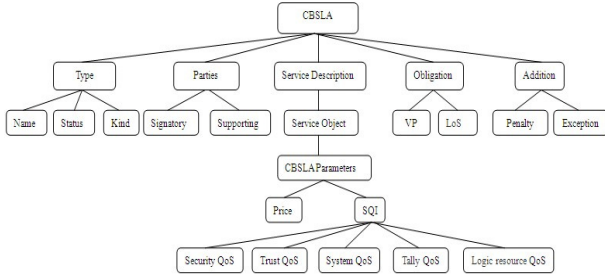 CBSLA
Type Parties Service Description Obligation Addition
Name Status Kind Signatory Supporting Service Object VP LoS Penalty Exception
CBSLA Parameters
Price SQI
Security QoS Trust QoS System QoS Tally QoS Logic resource QoS